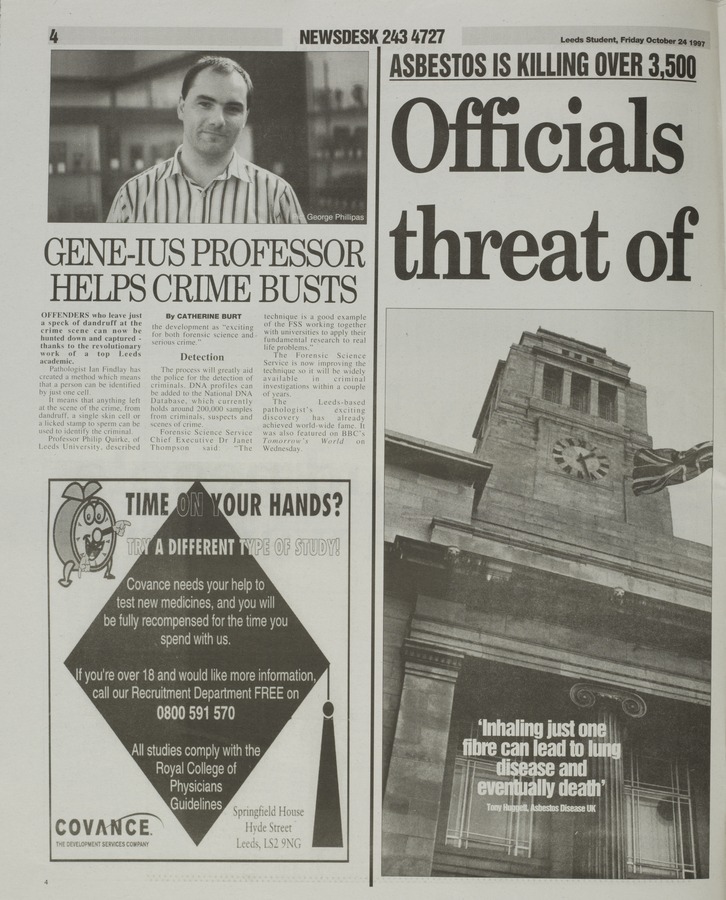 4
NEWSDESK 243 4727
Leeds Student, Friday October 24 1997
George Phillipas
GENE-IUS PROFESSOR
HELPS CRIME BUSTS
OFFENDERS who leave just
a speck of dandruff at the
crime scene can now be
hunted down and captured -
thanks to the revolutionary
work of a top Leeds
academic.
Pathologist Ian Findlay has
created a method which means
that a person can be identified
by just one cell.
It means that anything left
at the scene of the crime, from
dandruff, a single skin cell or
a licked stamp to sperm can be
used to identify the criminal.
Professor Philip Quirke, of
Leeds University, described
By CATHERINE BURT
the development as "exciting
for both forensic science and
serious crime."
Detection
The process will greatly aid
the police for the detection of
criminals. DNA profiles can
be added to the National DNA
Database, which currently
holds around 200,000 samples
from criminals, suspects and
scenes of crime.
Forensic Science Service
Chief Executive Dr Janet
Thompson said: "The
technique is a good example
of the FSS working together
with universities to apply their
fundamental research to real
life problems."
The Forensic Science
Service is now improving the
technique so it will be widely
available in criminal
investigations within a couple
of years.
The Leeds-based
pathologist's exciting
discovery has already
achieved world-wide fame. It
was also featured on BBC's
Tomorrow's World on
Wednesday.
TIME ON YOUR HANDS?
TRY A DIFFERENT TYPE OF STUDY!
Covance needs your help to
test new medicines, and you will
be fully recompensed for the time you
spend with us.
If you're over 18 and would like more information,
call our Recruitment Department FREE on
0800 591 570
All studies comply with the
Royal College of
Physicians
Guidelines
COVANCE
THE DEVELOPMENT SERVICES COMPANY
Springfield House
Hyde Street
Leeds, LS2 9NG
ASBESTOS IS KILLING OVER 3,500
Officials
threat of
'Inhaling just one
fibre can lead to lung
disease and
eventually death'
Tony Huggett, Asbestos Disease UK
4